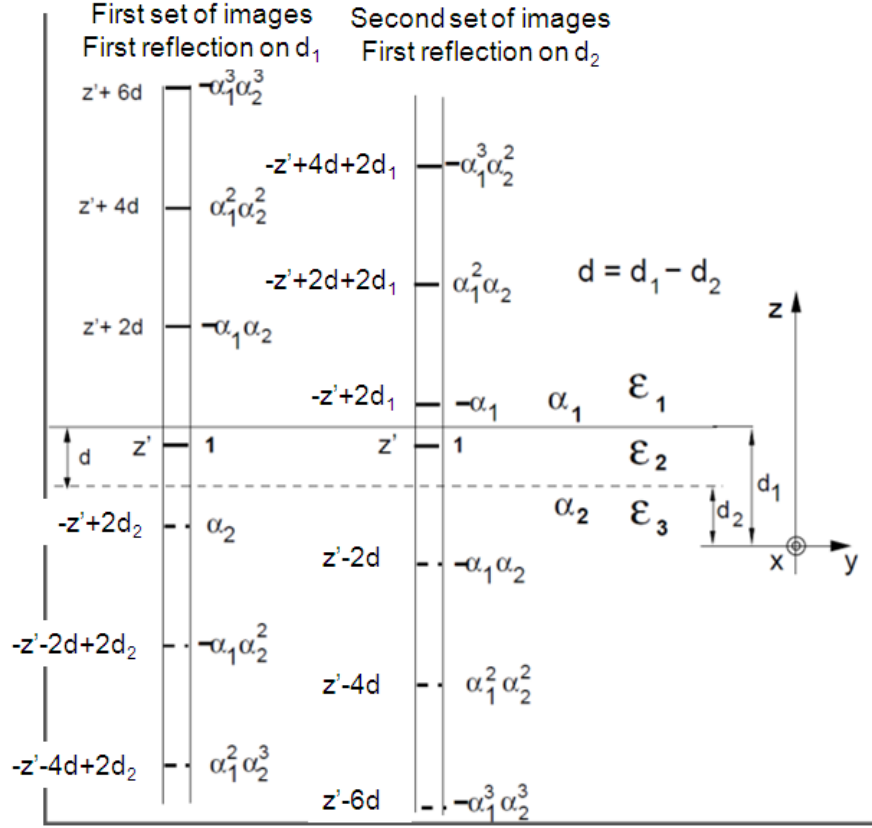 First set of images
First reflection on d₁
Second set of images
First reflection on d₂
z'+ 6d
-α₁³α₂³
-z'+4d+2d₁
-α₁³α₂²
z'+ 4d
α₁²α₂²
-z'+2d+2d₁
α₁²α₂
d = d₁ − d₂
z
z'+ 2d
-α₁α₂
-z'+2d₁
-α₁
α₁
ε₁
d
z'
1
z'
1
ε₂
d₁
-z'+2d₂
α₂
α₂
ε₃
d₂
z'-2d
-α₁α₂
x
y
-z'-2d+2d₂
-α₁α₂²
z'-4d
α₁²α₂²
-z'-4d+2d₂
α₁²α₂³
z'-6d
-α₁³α₂³